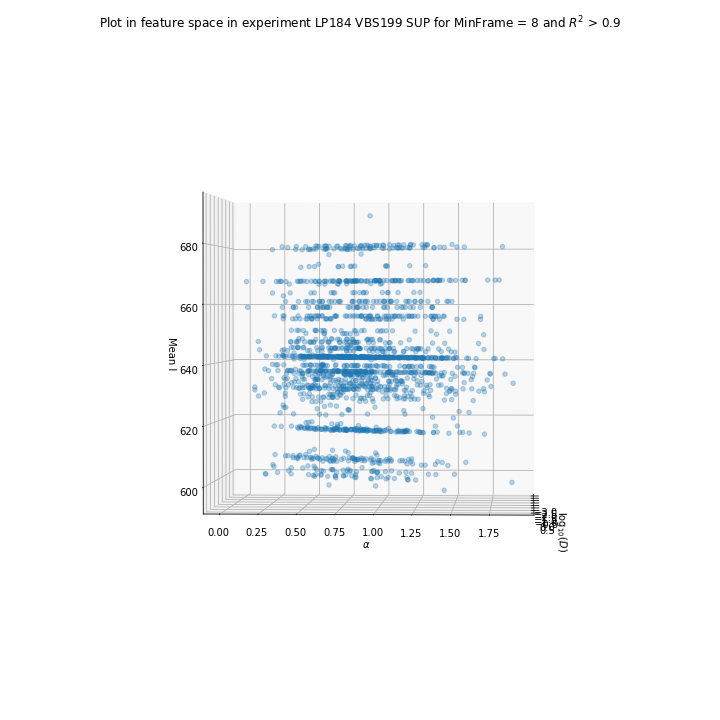 Plot in feature space in experiment LP184 VBS199 SUP for MinFrame = 8 and $R^2$ > 0.9
680
660
640
620
600
Mean I
0.00 0.25 0.50 0.75 1.00 1.25 1.50 1.75
α
0.5
log₁₀(D)